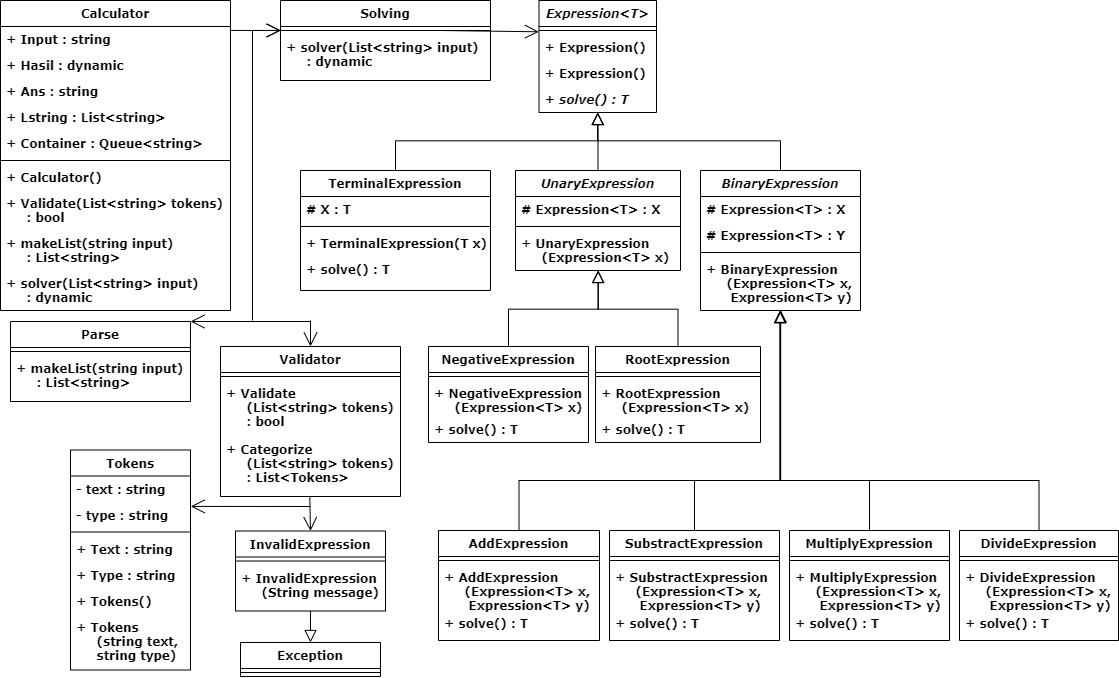 Calculator
+ Input : string
+ Hasil : dynamic
+ Ans : string
+ Lstring : List<string>
+ Container : Queue<string>
+ Calculator()
+ Validate(List<string> tokens)
: bool
+ makeList(string input)
: List<string>
+ solver(List<string> input)
: dynamic
Solving
+ solver(List<string> input)
: dynamic
Expression<T>
+ Expression()
+ Expression()
+ solve() : T
TerminalExpression
# X : T
+ TerminalExpression(T x)
+ solve() : T
UnaryExpression
# Expression<T> : X
+ UnaryExpression
(Expression<T> x)
BinaryExpression
# Expression<T> : X
# Expression<T> : Y
+ BinaryExpression
(Expression<T> x,
Expression<T> y)
Parse
+ makeList(string input)
: List<string>
Validator
+ Validate
(List<string> tokens)
: bool
+ Categorize
(List<string> tokens)
: List<Tokens>
NegativeExpression
+ NegativeExpression
(Expression<T> x)
+ solve() : T
RootExpression
+ RootExpression
(Expression<T> x)
+ solve() : T
Tokens
- text : string
- type : string
+ Text : string
+ Type : string
+ Tokens()
+ Tokens
(string text,
string type)
InvalidExpression
+ InvalidExpression
(String message)
Exception
AddExpression
+ AddExpression
(Expression<T> x,
Expression<T> y)
+ solve() : T
SubstractExpression
+ SubstractExpression
(Expression<T> x,
Expression<T> y)
+ solve() : T
MultiplyExpression
+ MultiplyExpression
(Expression<T> x,
Expression<T> y)
+ solve() : T
DivideExpression
+ DivideExpression
(Expression<T> x,
Expression<T> y)
+ solve() : T